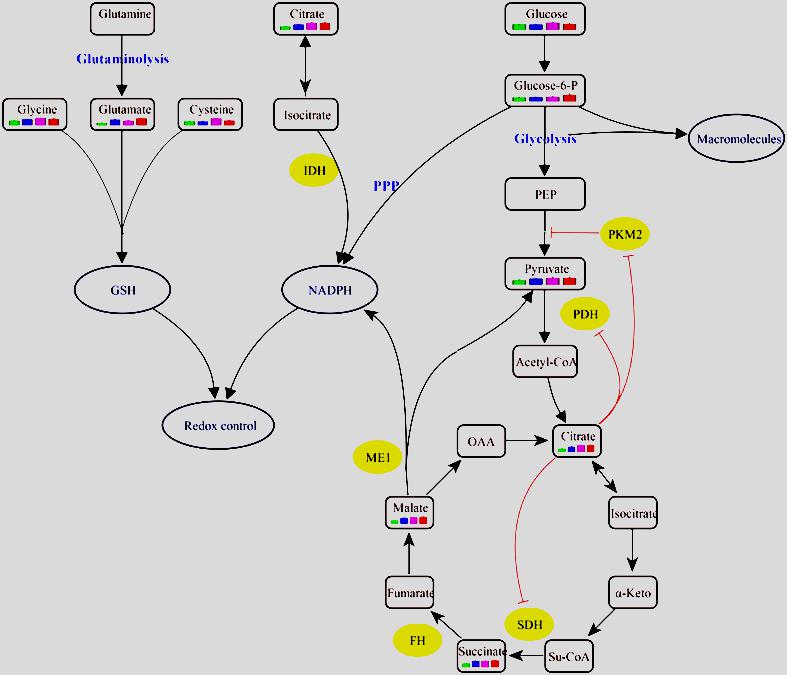 Glutamine
Citrate
Glucose
Glutaminolysis
Glucose-6-P
Glycine
Glutamate
Cysteine
Isocitrate
Glycolysis
Macromolecules
IDH
PPP
PEP
PKM2
Pyruvate
GSH
NADPH
PDH
Acetyl-CoA
Redox control
OAA
Citrate
ME1
Malate
Isocitrate
Fumarate
α-Keto
SDH
FH
Succinate
Su-CoA